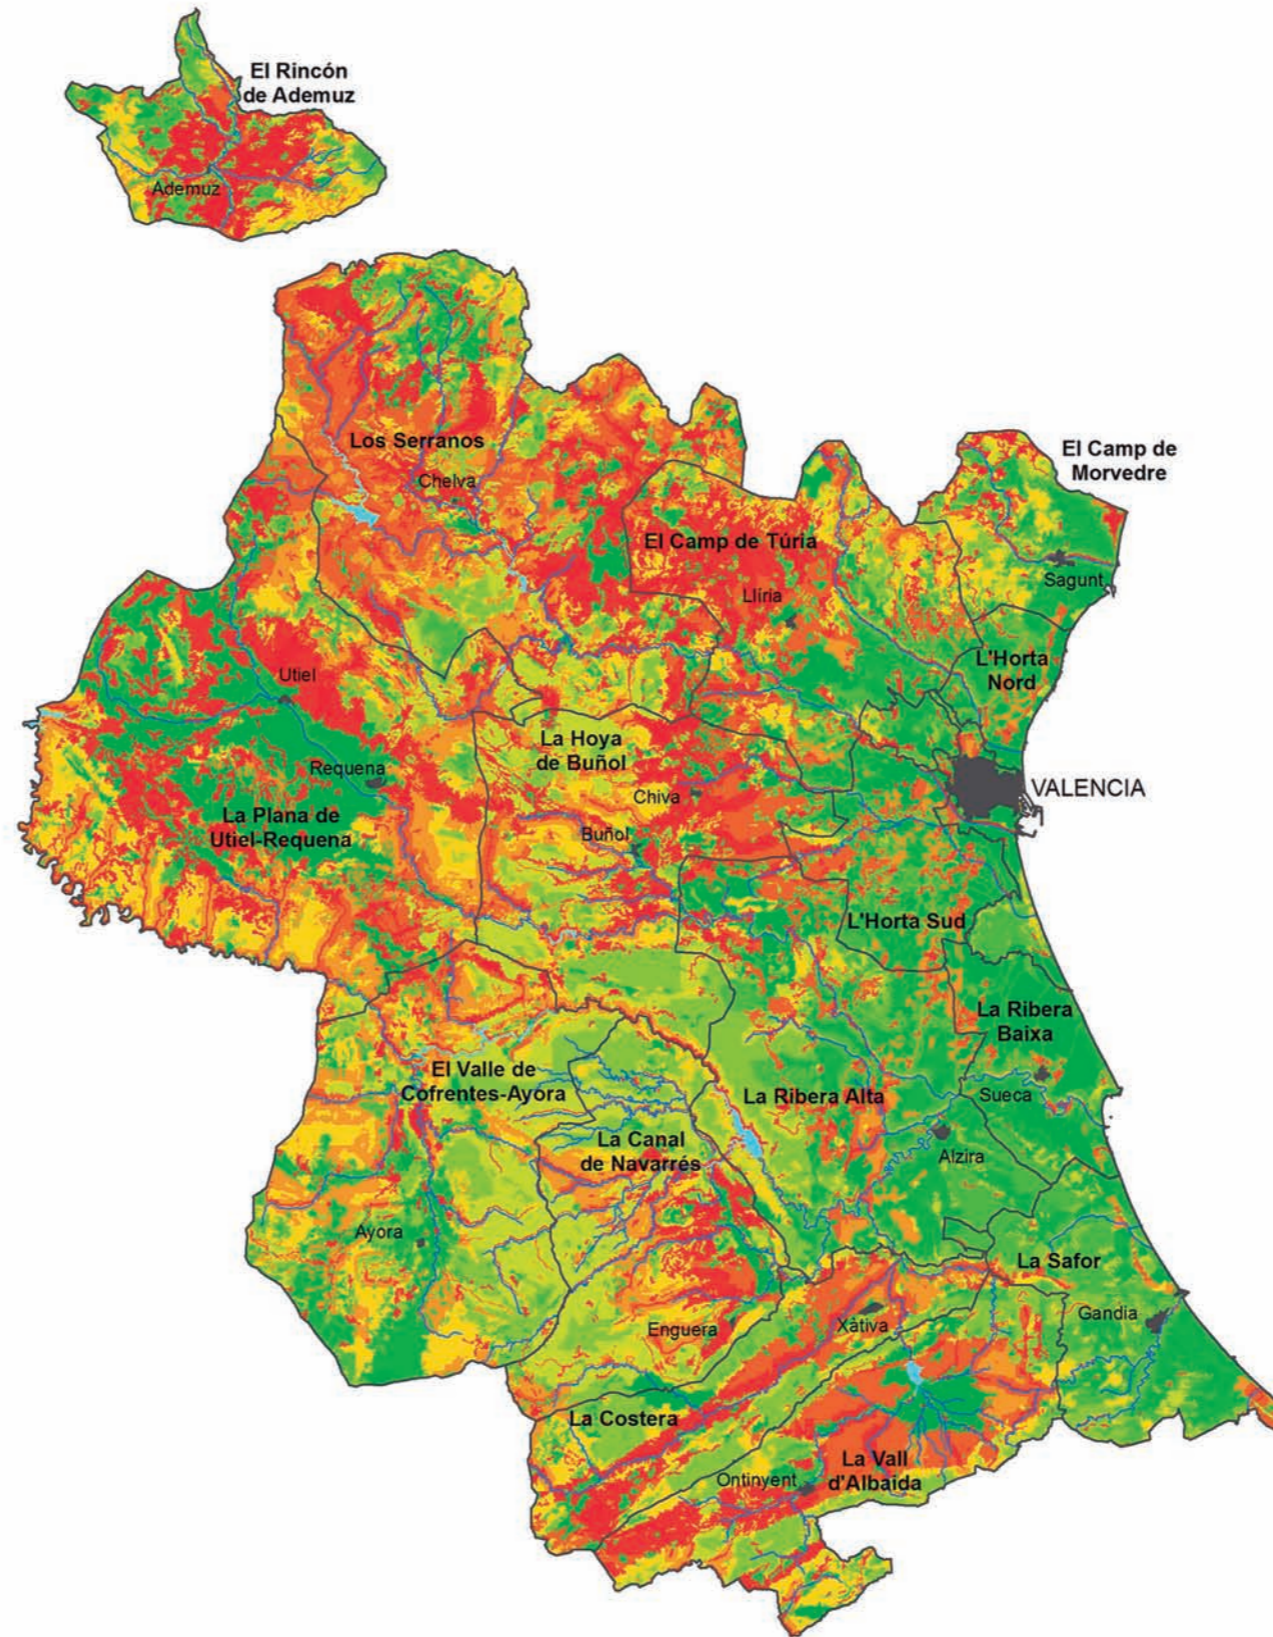 El Rincón
de Ademuz
Ademuz
Los Serranos
Chelva
El Camp de
Morvedre
El Camp de Túria
Llíria
Sagunt
L'Horta
Nord
Utiel
La Hoya
de Buñol
Requena
Chiva
VALENCIA
La Plana de
Utiel-Requena
Buñol
L'Horta Sud
La Ribera
Baixa
El Valle de
Cofrentes-Ayora
La Ribera Alta
Sueca
La Canal
de Navarrés
Alzira
Ayora
La Safor
Gandia
Enguera
Xàtiva
La Costera
La Vall
d'Albaida
Ontinyent